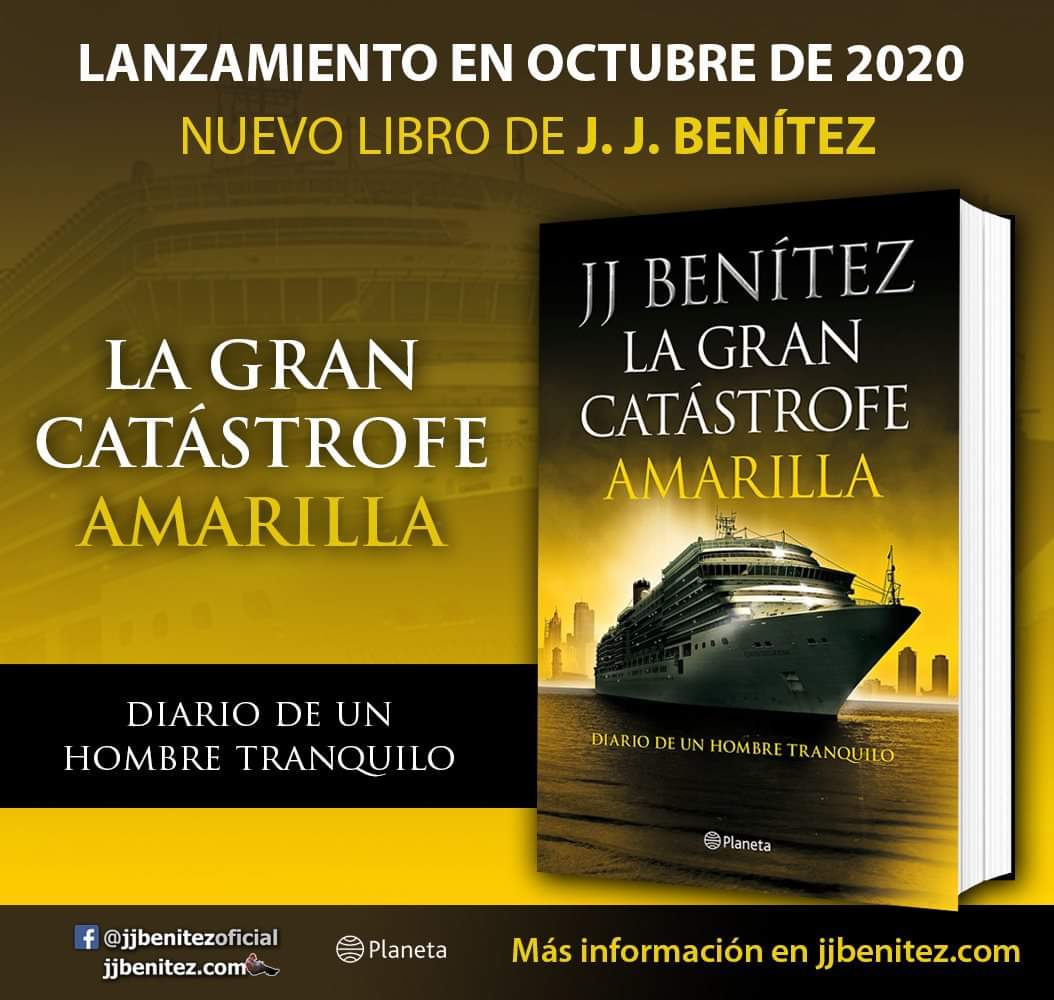 LANZAMIENTO EN OCTUBRE DE 2020
NUEVO LIBRO DE J. J. BENÍTEZ
LA GRAN
CATÁSTROFE
AMARILLA
DIARIO DE UN
HOMBRE TRANQUILO
JJ BENÍTEZ
LA GRAN
CATÁSTROFE
AMARILLA
DIARIO DE UN HOMBRE TRANQUILO
Planeta
@jjbenitezoficial
jjbenitez.com
Planeta
Más información en jjbenitez.com